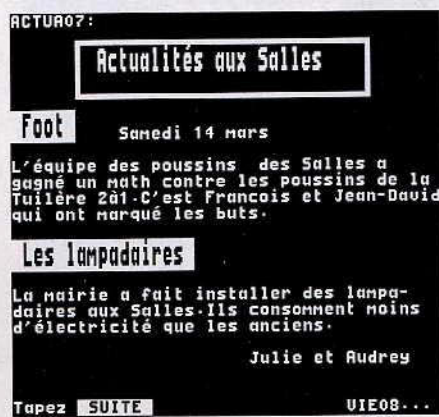 ACTUA07:
Actualités aux Salles
Foot
Samedi 14 mars
L'équipe des poussins des Salles a
gagné un math contre les poussins de la
Tuilère 2à1.C'est Francois et Jean-David
qui ont marqué les buts.
Les lampadaires
La mairie a fait installer des lampa-
daires aux Salles.Ils consomment moins
d'électricité que les anciens.
Julie et Audrey
Tapez SUITE VIE08...